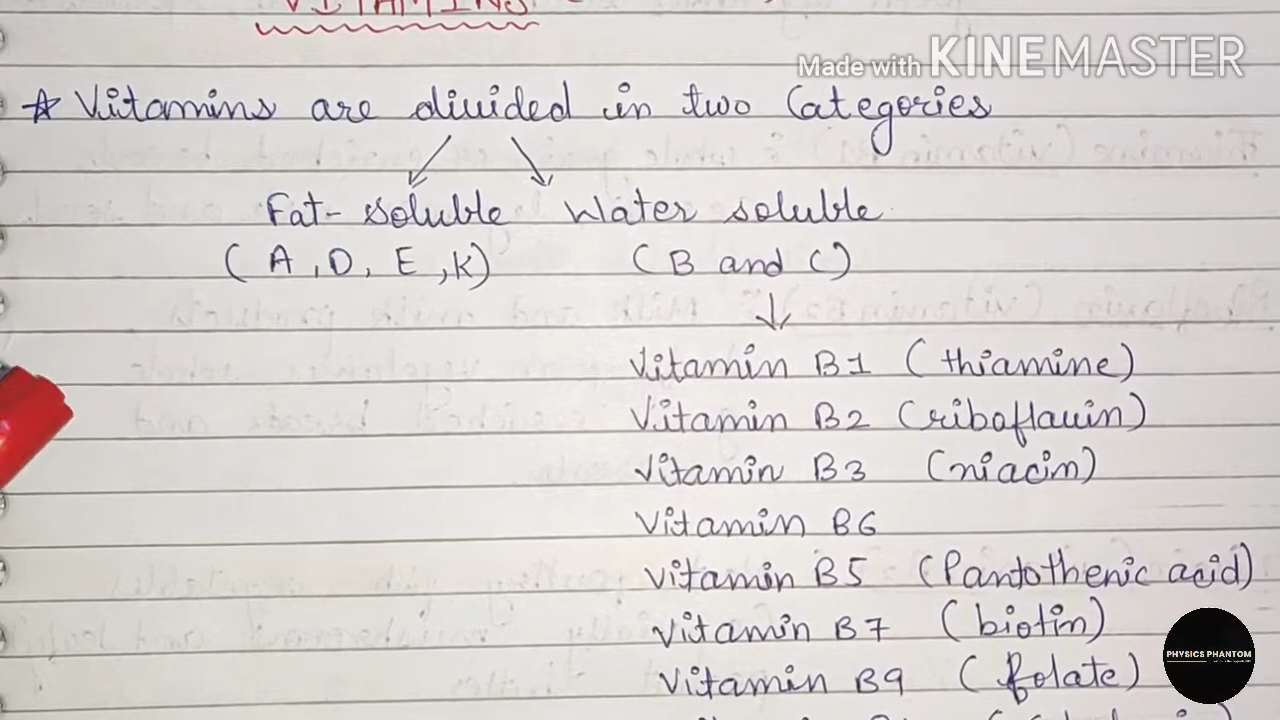 VITAMINS
Made with KINEMASTER
☆ Vitamins are divided in two Categories
Fat-soluble Water soluble
(A, D, E, K) (B and C)
Vitamin B1 (thiamine)
Vitamin B2 (riboflavin)
Vitamin B3 (niacin)
Vitamin B6
Vitamin B5 (Pantothenic acid)
Vitamin B7 (biotin)
Vitamin B9 (folate)
PHYSICS PHANTOM